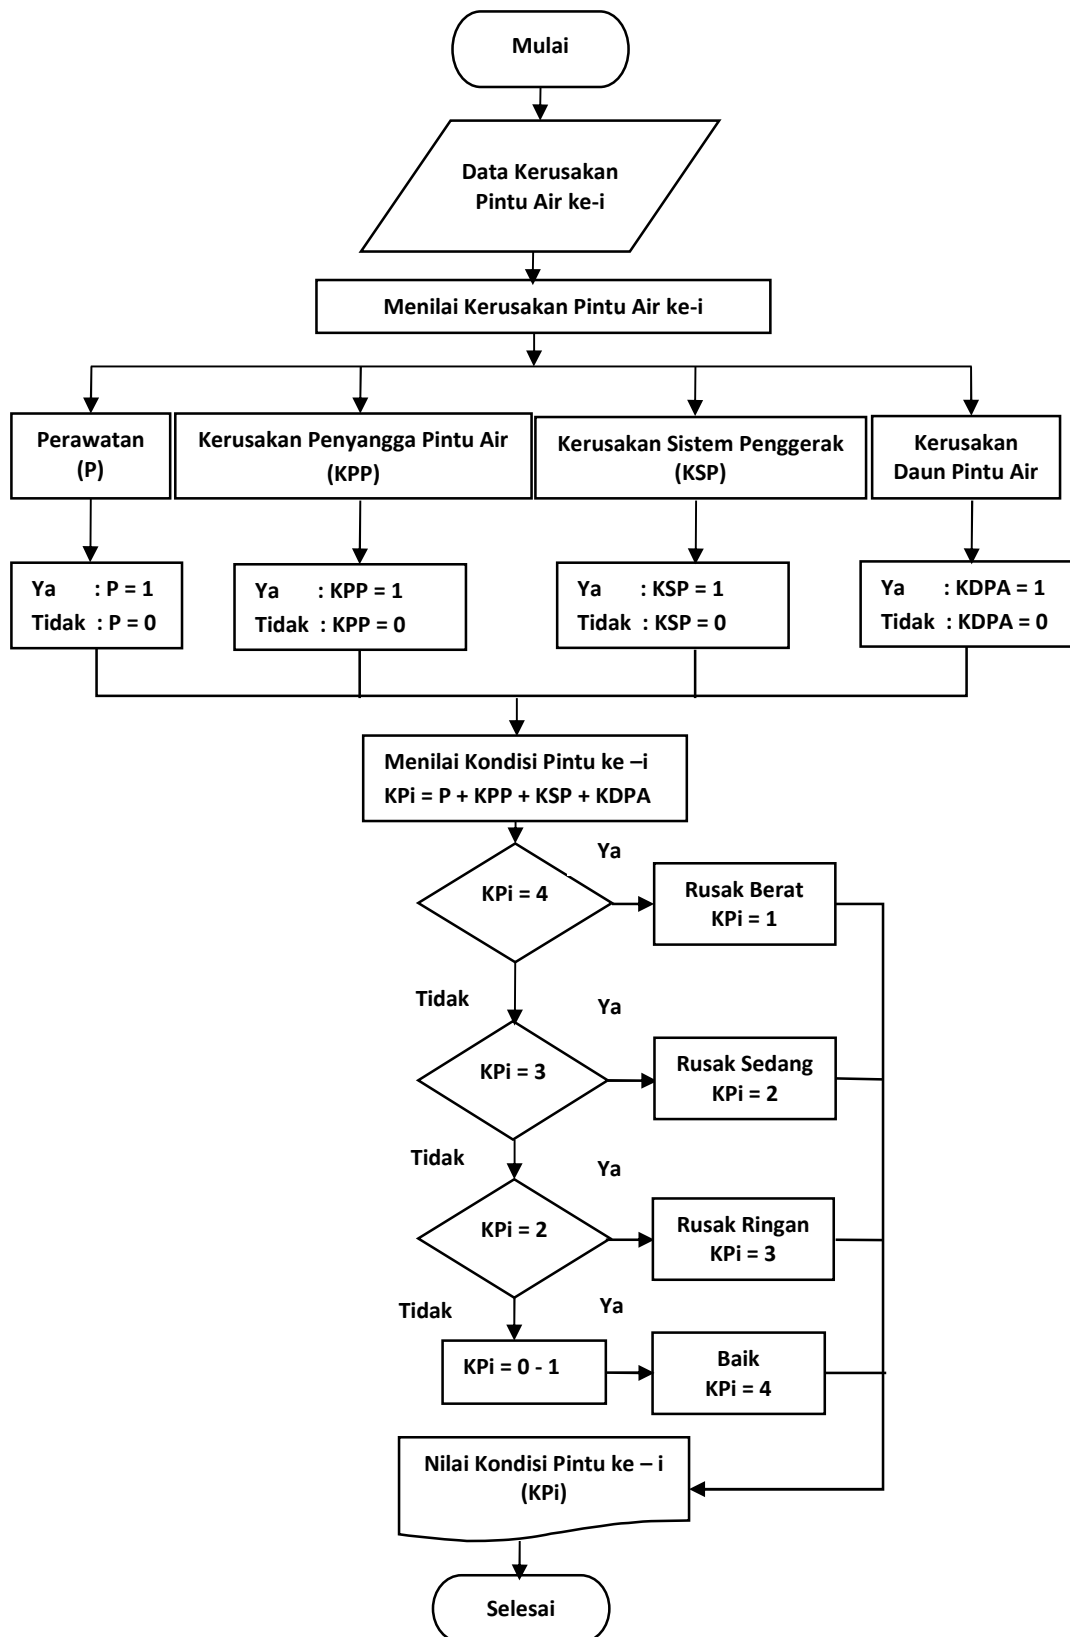 Mulai
Data Kerusakan
Pintu Air ke-i
Menilai Kerusakan Pintu Air ke-i
Perawatan
(P)
Kerusakan Penyangga Pintu Air
(KPP)
Kerusakan Sistem Penggerak
(KSP)
Kerusakan
Daun Pintu Air
Ya : P = 1
Tidak : P = 0
Ya : KPP = 1
Tidak : KPP = 0
Ya : KSP = 1
Tidak : KSP = 0
Ya : KDPA = 1
Tidak : KDPA = 0
Menilai Kondisi Pintu ke –i
KPi = P + KPP + KSP + KDPA
KPi = 4
Ya
Rusak Berat
KPi = 1
Tidak
KPi = 3
Ya
Rusak Sedang
KPi = 2
Tidak
KPi = 2
Ya
Rusak Ringan
KPi = 3
Tidak
KPi = 0 - 1
Ya
Baik
KPi = 4
Nilai Kondisi Pintu ke – i
(KPi)
Selesai